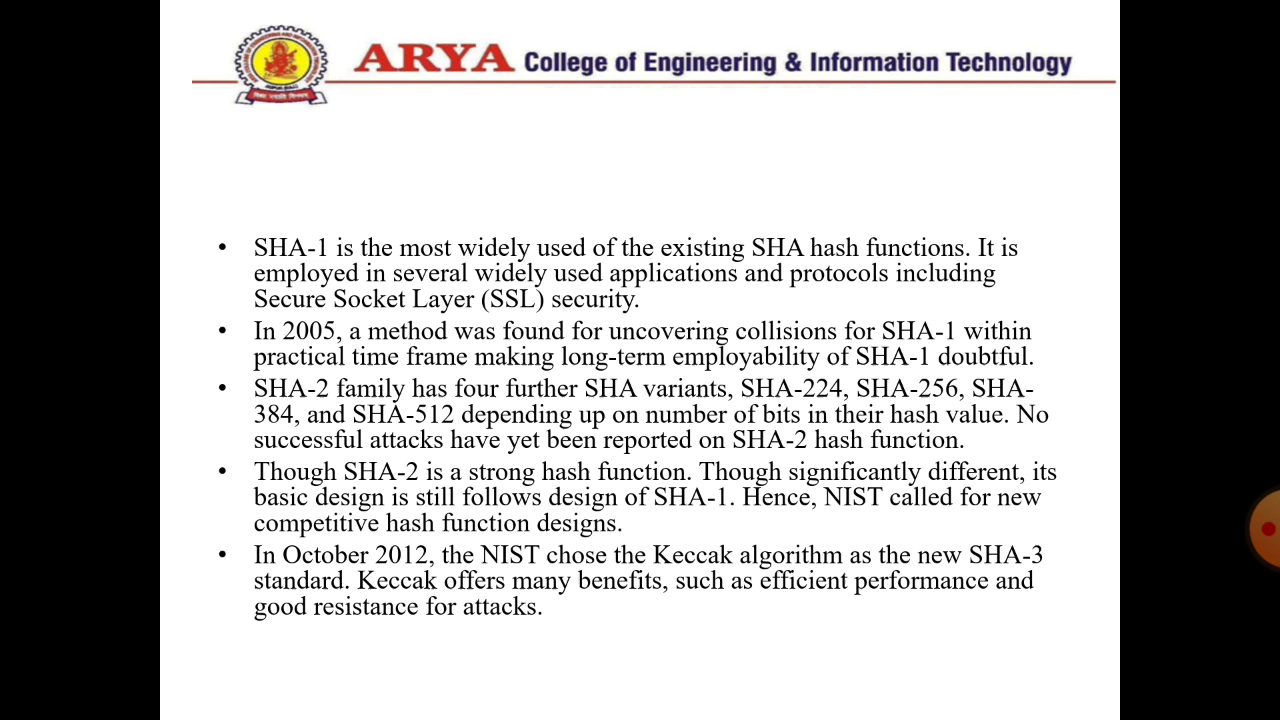 ARYA College of Engineering & Information Technology
• SHA-1 is the most widely used of the existing SHA hash functions. It is
employed in several widely used applications and protocols including
Secure Socket Layer (SSL) security.
• In 2005, a method was found for uncovering collisions for SHA-1 within
practical time frame making long-term employability of SHA-1 doubtful.
• SHA-2 family has four further SHA variants, SHA-224, SHA-256, SHA-
384, and SHA-512 depending up on number of bits in their hash value. No
successful attacks have yet been reported on SHA-2 hash function.
• Though SHA-2 is a strong hash function. Though significantly different, its
basic design is still follows design of SHA-1. Hence, NIST called for new
competitive hash function designs.
• In October 2012, the NIST chose the Keccak algorithm as the new SHA-3
standard. Keccak offers many benefits, such as efficient performance and
good resistance for attacks.